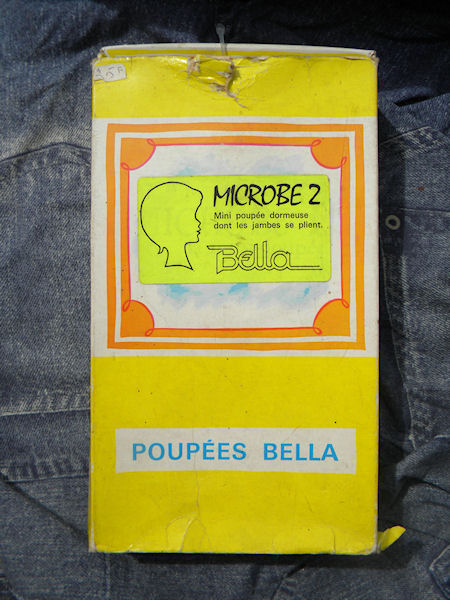 MICROBE 2
Mini poupée dormeuse
dont les jambes se plient.
Bella
POUPÉES BELLA